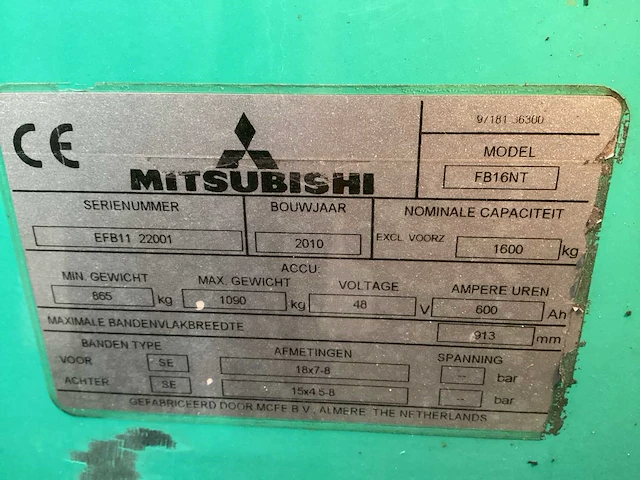 CE
97181 36300
MODEL
FB16NT
MITSUBISHI
SERIENUMMER
BOUWJAAR
NOMINALE CAPACITEIT
EFB11 22001
2010
EXCL VOORZ 1600 kg
ACCU.
MIN. GEWICHT MAX. GEWICHT VOLTAGE AMPERE UREN
865 kg 1090 kg 48 V 600 Ah
MAXIMALE BANDENVLAKBREEDTE 913 mm
BANDEN TYPE AFMETINGEN SPANNING
VOOR SE 18x7-8 -- bar
ACHTER SE 15x4.5-8 -- bar
GEFABRICEERD DOOR MCFE B.V., ALMERE, THE NETHERLANDS